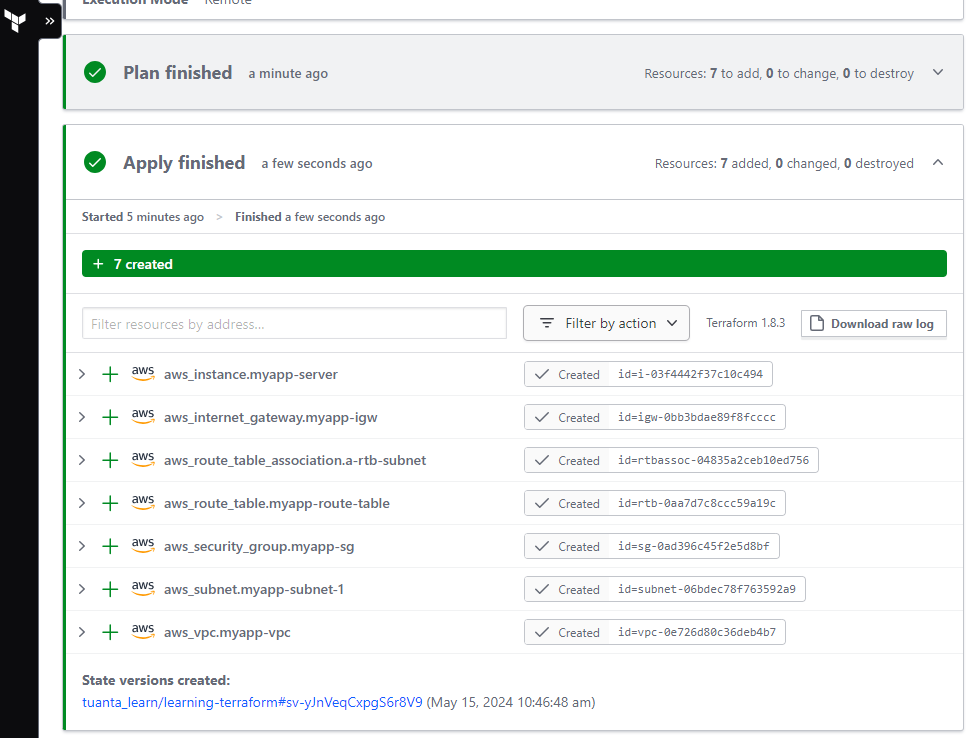 Execution Mode Remote
Plan finished a minute ago Resources: 7 to add, 0 to change, 0 to destroy
Apply finished a few seconds ago Resources: 7 added, 0 changed, 0 destroyed
Started 5 minutes ago > Finished a few seconds ago
+ 7 created
Filter resources by address... Filter by action Terraform 1.8.3 Download raw log
aws aws_instance.myapp-server Created id=i-03f4442f37c10c494
aws aws_internet_gateway.myapp-igw Created id=igw-0bb3bdae89f8fcccc
aws aws_route_table_association.a-rtb-subnet Created id=rtbassoc-04835a2ceb10ed756
aws aws_route_table.myapp-route-table Created id=rtb-0aa7d7c8ccc59a19c
aws aws_security_group.myapp-sg Created id=sg-0ad396c45f2e5d8bf
aws aws_subnet.myapp-subnet-1 Created id=subnet-06bdec78f763592a9
aws aws_vpc.myapp-vpc Created id=vpc-0e726d80c36deb4b7
State versions created:
tuanta_learn/learning-terraform#sv-yJnVeqCxpgS6r8V9 (May 15, 2024 10:46:48 am)